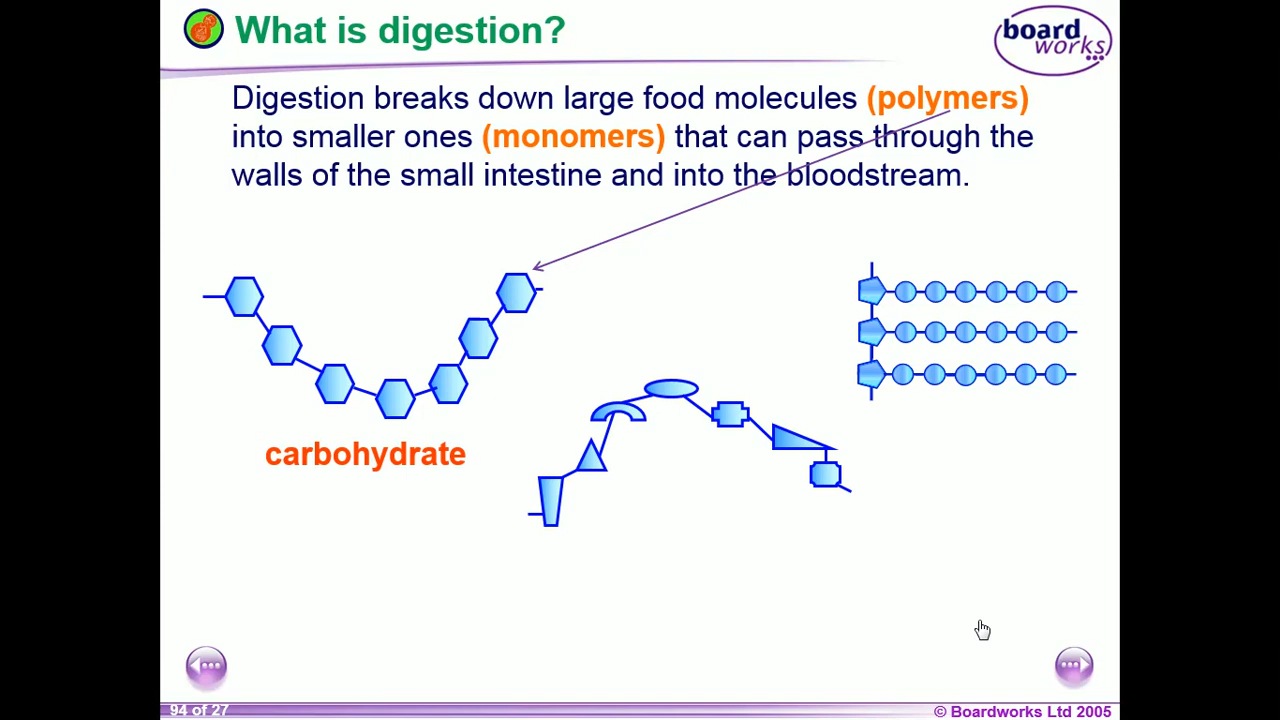 What is digestion?
board
works
Digestion breaks down large food molecules (polymers)
into smaller ones (monomers) that can pass through the
walls of the small intestine and into the bloodstream.
carbohydrate
94 of 27
© Boardworks Ltd 2005